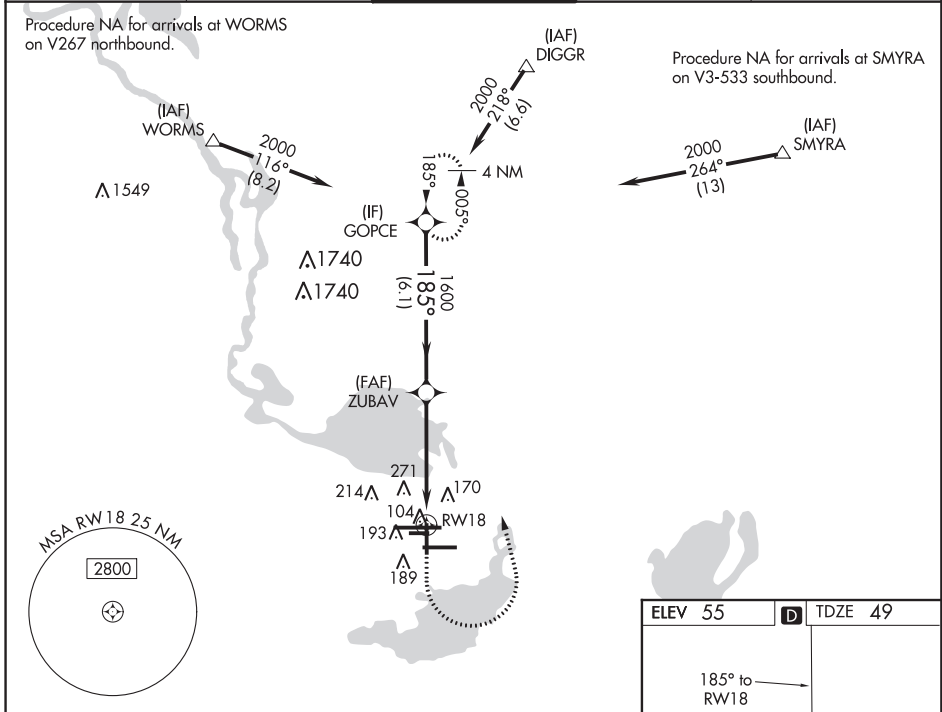 Procedure NA for arrivals at WORMS
on V267 northbound.
(IAF)
DIGGR
Procedure NA for arrivals at SMYRA
on V3-533 southbound.
2000
218°
(6.6)
(IAF)
WORMS
2000
116°
(8.2)
(IAF)
SMYRA
2000
264°
(13)
1549
185°
4 NM
005°
(IF)
GOPCE
1740
1740
1600
185°
(6.1)
(FAF)
ZUBAV
271
214
170
104
RW18
193
189
MSA RW18 25 NM
2800
ELEV 55
D
TDZE 49
185° to
RW18